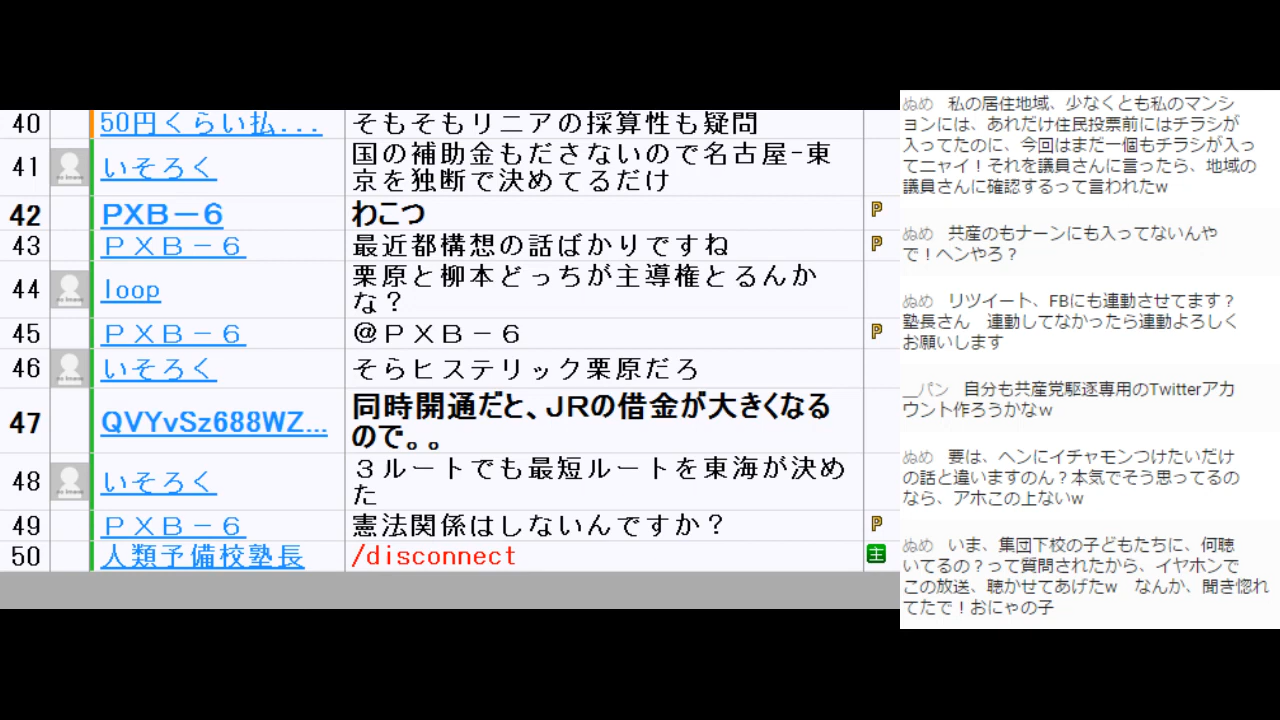 40 50円くらい払... そもそもリニアの採算性も疑問
41 いそろく 国の補助金もださないので名古屋-東
京を独断で決めてるだけ
42 PXB－6 わこつ P
43 ＰＸＢ－６ 最近都構想の話ばかりですね P
44 loop 栗原と柳本どっちが主導権とるんか
な？
45 ＰＸＢ－６ @ＰＸＢ－６ P
46 いそろく そらヒステリック栗原だろ
47 QVYvSz688WZ... 同時開通だと、JRの借金が大きくなる
ので。。
48 いそろく ３ルートでも最短ルートを東海が決め
た
49 ＰＸＢ－６ 憲法関係はしないんですか？ P
50 人類予備校塾長 /disconnect 主
ぬめ 私の居住地域、少なくとも私のマンシ
ョンには、あれだけ住民投票前にはチラシが
入ってたのに、今回はまだ一個もチラシが入っ
てニャイ！それを議員さんに言ったら、地域の
議員さんに確認するって言われたw
ぬめ 共産のもナーンにも入ってないんや
で！ヘンやろ？
ぬめ リツイート、FBにも連動させてます？
塾長さん 連動してなかったら連動よろしく
お願いします
__パン 自分も共産党駆逐専用のTwitterアカ
ウント作ろうかなｗ
ぬめ 要は、ヘンにイチャモンつけたいだけ
の話と違いますのん？本気でそう思ってるの
なら、アホこの上ないw
ぬめ いま、集団下校の子どもたちに、何聴
いてるの？って質問されたから、イヤホンで
この放送、聴かせてあげたw なんか、聞き惚れ
てたで！おにゃの子